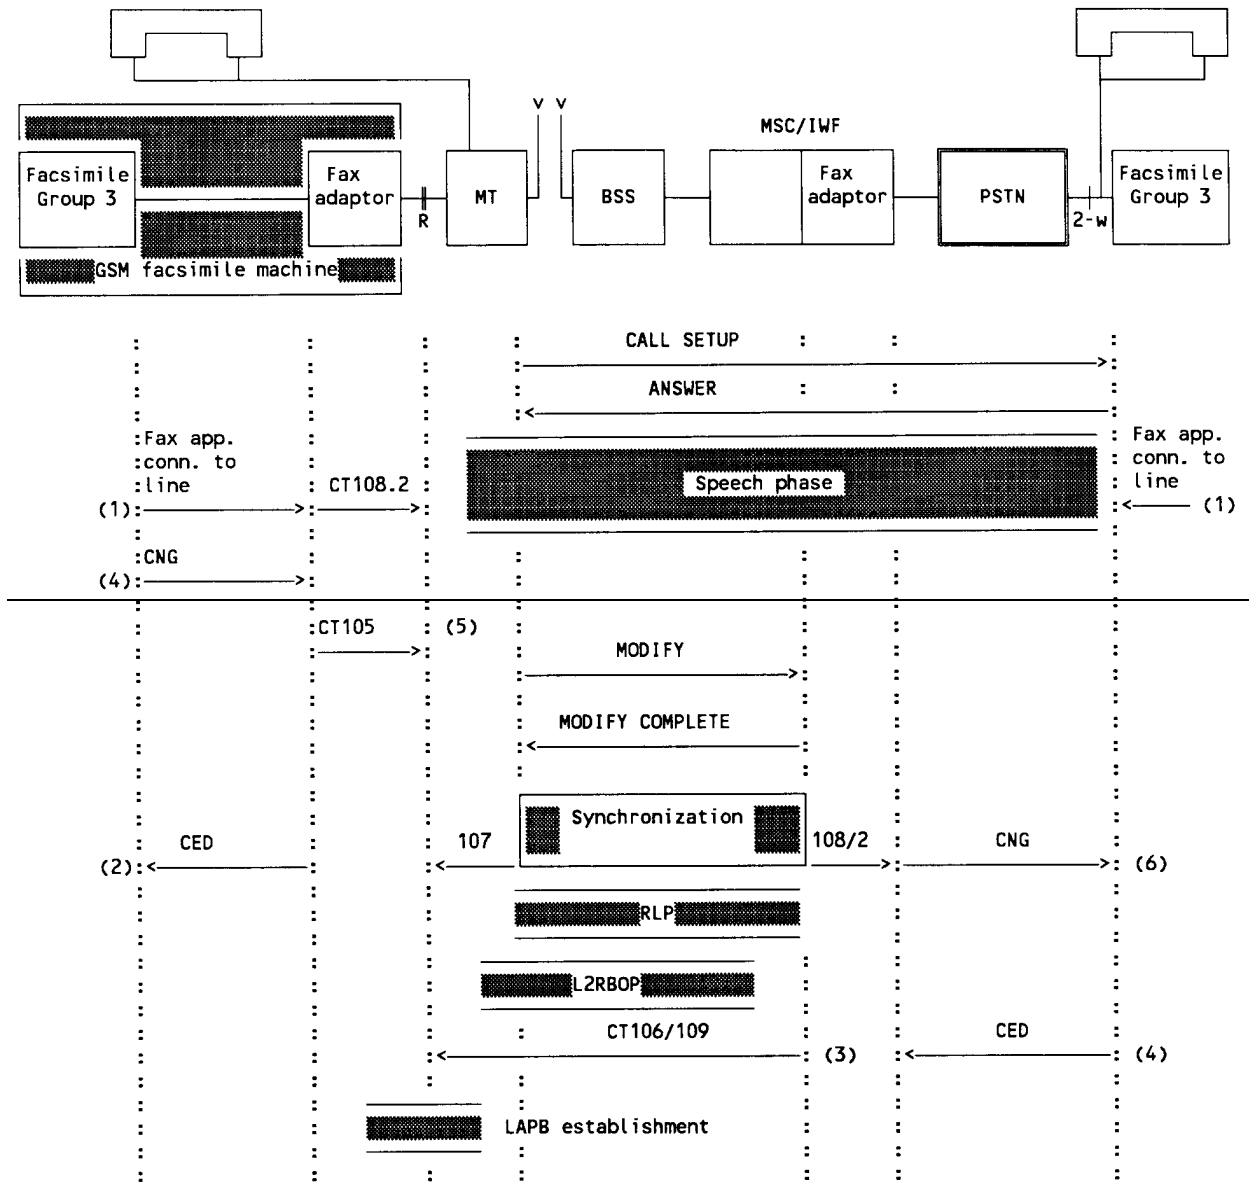 V V
MSC/IWF
Facsimile
Group 3
Fax
adaptor
R
MT
BSS
Fax
adaptor
PSTN
2-w
Facsimile
Group 3
GSM facsimile machine
CALL SETUP
ANSWER
Fax app.
conn. to
line
(1)
CT108.2
Speech phase
Fax app.
conn. to
line
(1)
CNG
(4)
CT105
(5)
MODIFY
MODIFY COMPLETE
Synchronization
(2)
CED
107
108/2
CNG
(6)
RLP
L2RBOP
CT106/109
(3)
CED
(4)
LAPB establishment